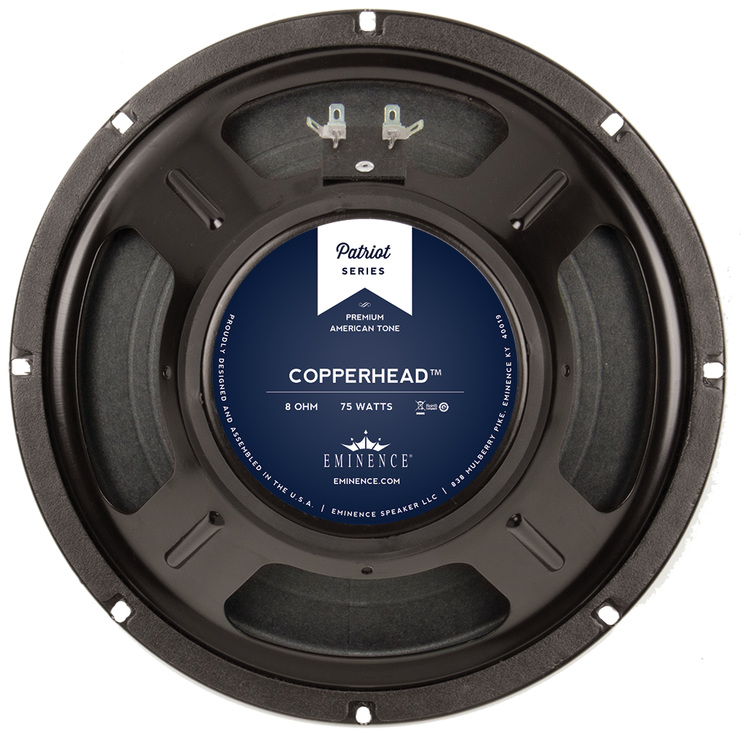 Patriot
SERIES
PREMIUM
AMERICAN TONE
COPPERHEAD™
8 OHM 75 WATTS
EMINENCE®
EMINENCE.COM
PROUDLY DESIGNED AND ASSEMBLED IN THE U.S.A. | EMINENCE SPEAKER LLC | 838 MULBERRY PIKE, EMINENCE KY 40019